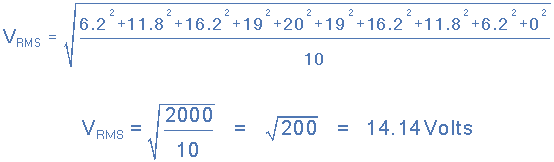 V_RMS = √((6.2² + 11.8² + 16.2² + 19² + 20² + 19² + 16.2² + 11.8² + 6.2² + 0²) / 10)
V_RMS = √(2000 / 10) = √200 = 14.14 Volts